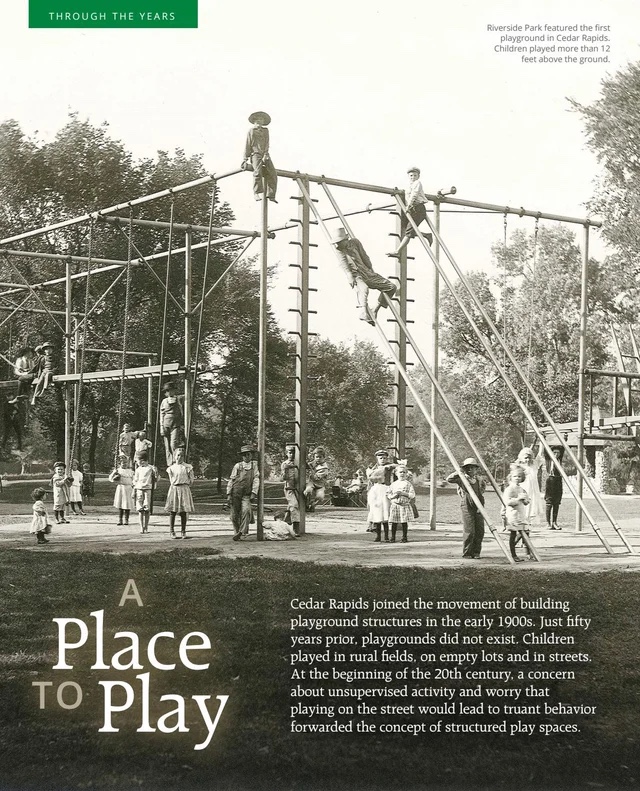 THROUGH THE YEARS
Riverside Park featured the first
playground in Cedar Rapids.
Children played more than 12
feet above the ground.
A
Place
TO Play
Cedar Rapids joined the movement of building
playground structures in the early 1900s. Just fifty
years prior, playgrounds did not exist. Children
played in rural fields, on empty lots and in streets.
At the beginning of the 20th century, a concern
about unsupervised activity and worry that
playing on the street would lead to truant behavior
forwarded the concept of structured play spaces.